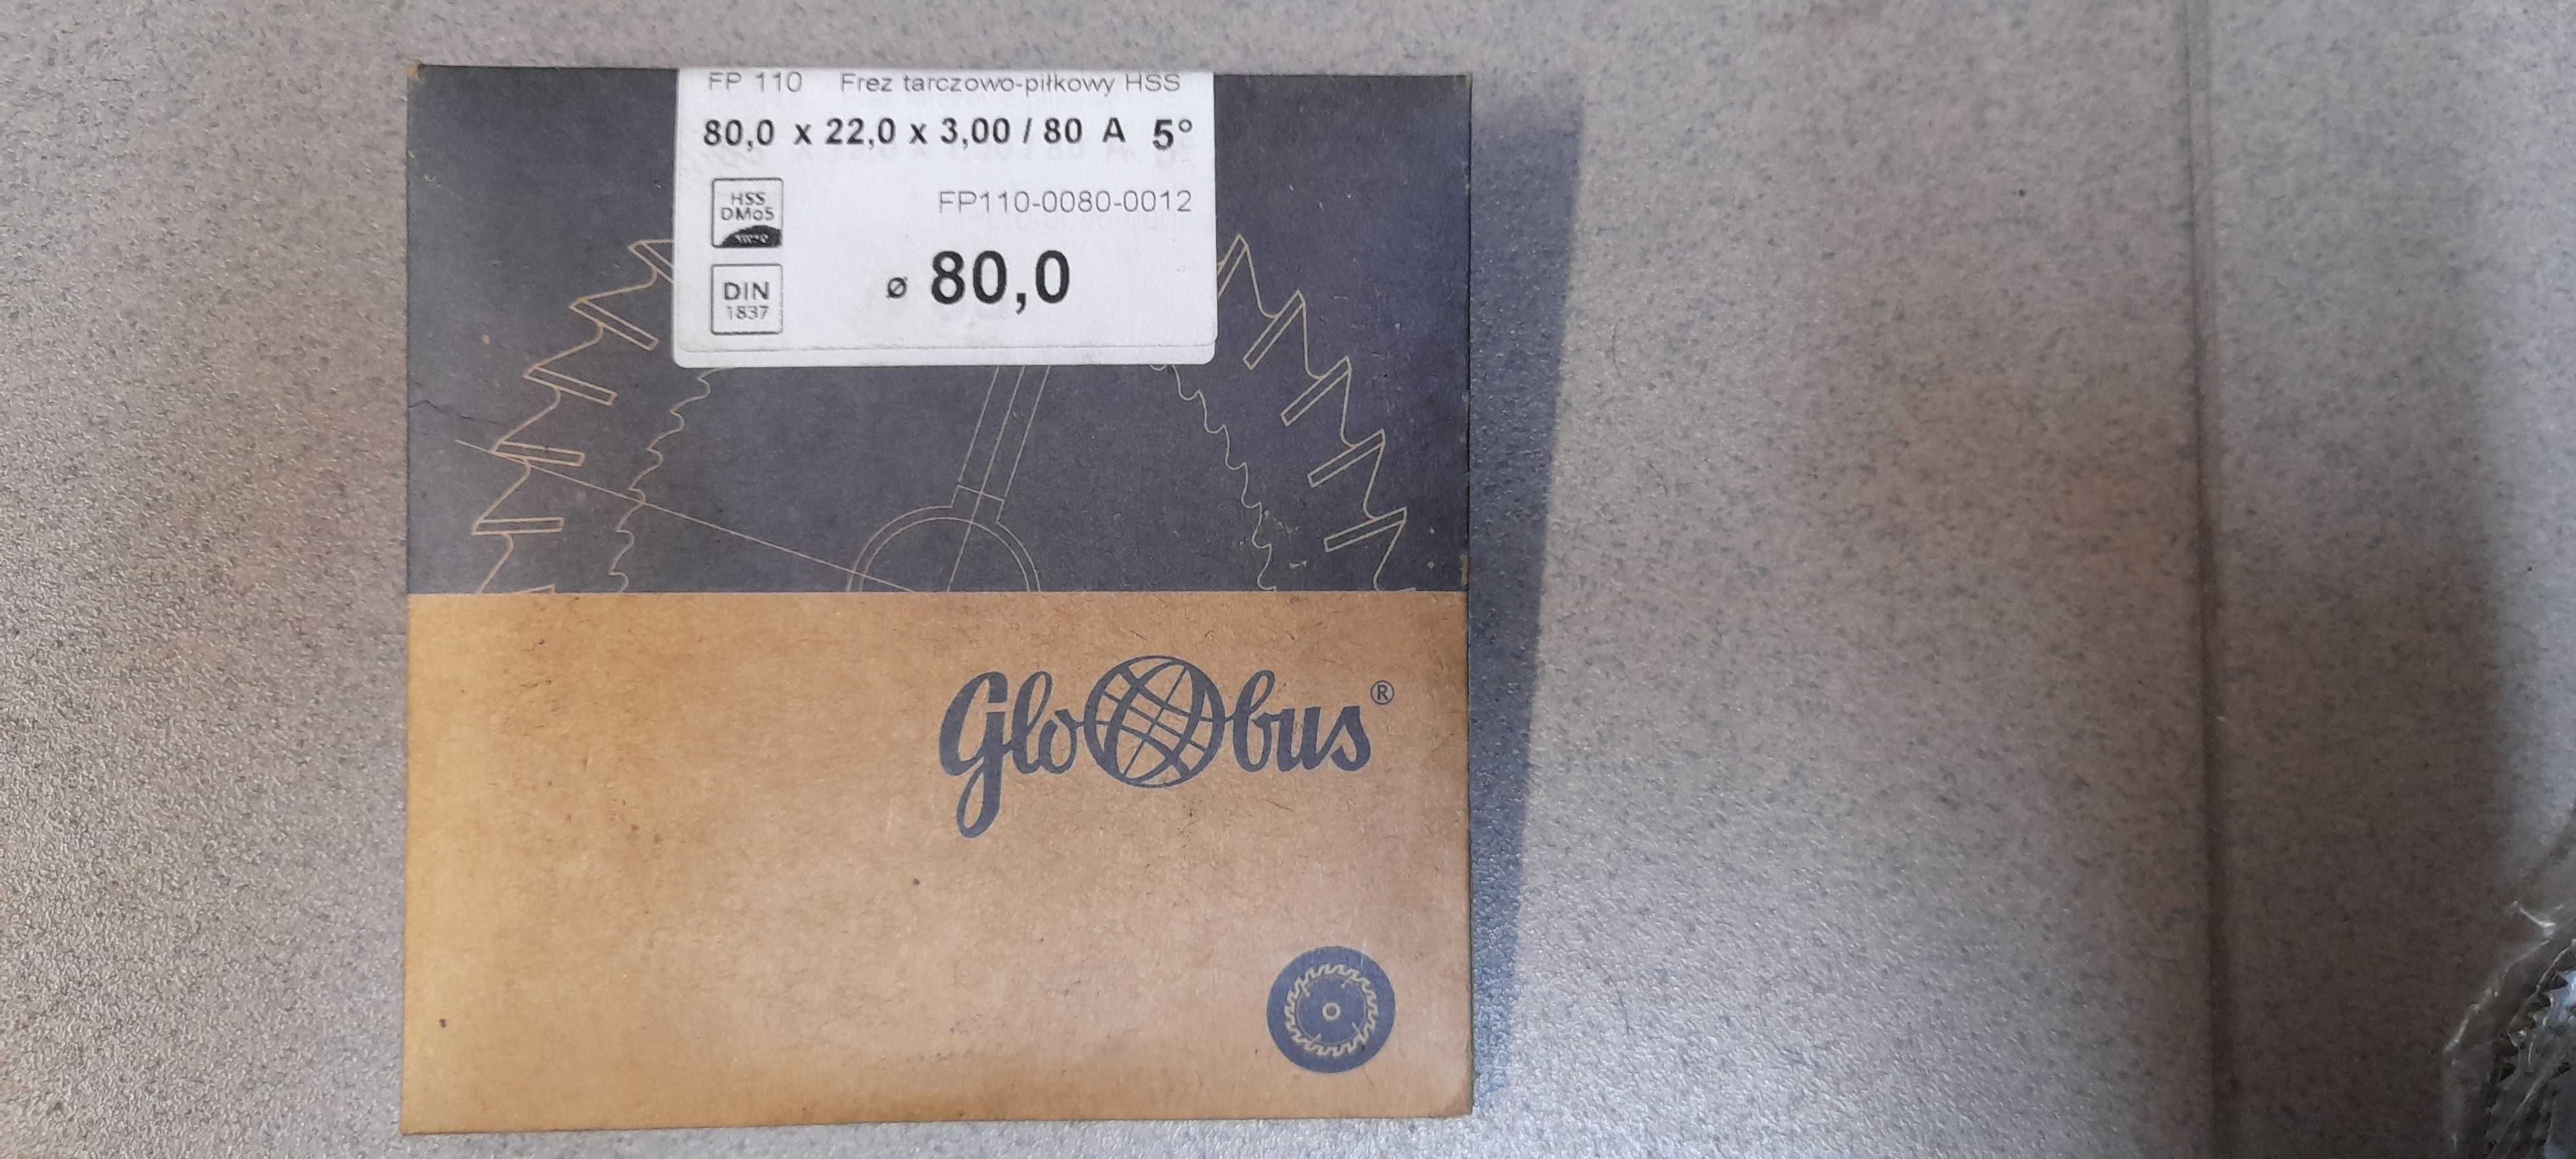 FP 110 Frez tarczowo-piłkowy HSS
80,0 x 22,0 x 3,00 / 80 A 5°
HSS
DMo5
FP110-0080-0012
DIN
1837
ø 80,0
globus®